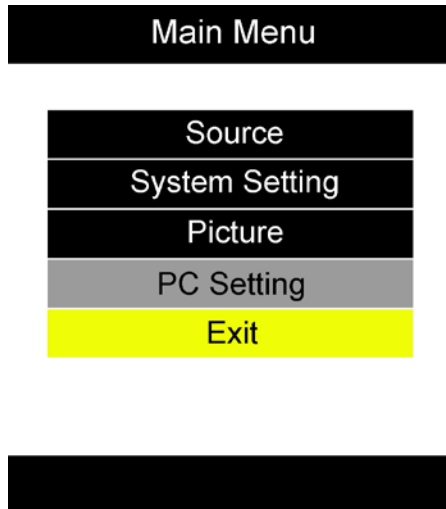 Main Menu
Source
System Setting
Picture
PC Setting
Exit